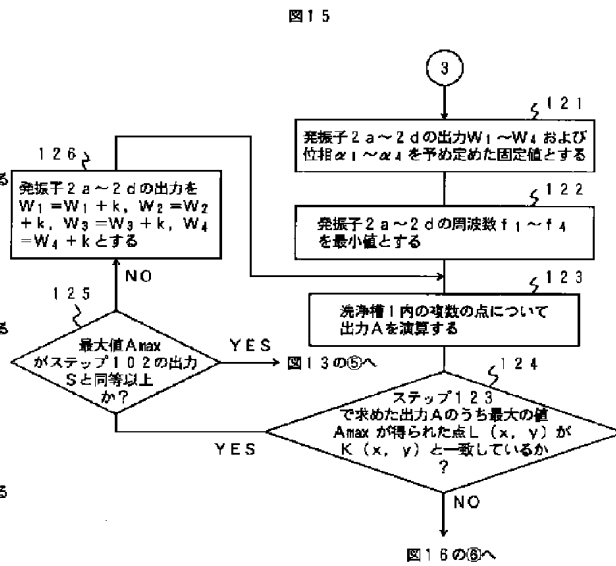 図15
3
121
発振子2a~2dの出力W1~W4および
位相α1~α4を予め定めた固定値とする
122
発振子2a~2dの周波数f1~f4
を最小値とする
123
洗浄槽1内の複数の点について
出力Aを演算する
124
ステップ123
で求めた出力Aのうち最大の値
Amaxが得られた点L(x,y)が
K(x,y)と一致しているか
?
YES
NO
図16の⑥へ
125
最大値Amax
がステップ102の出力
Sと同等以上
か?
YES
図13の⑤へ
NO
126
発振子2a~2dの出力を
W1=W1+k,W2=W2
+k,W3=W3+k,W4
=W4+kとする
る
る
る